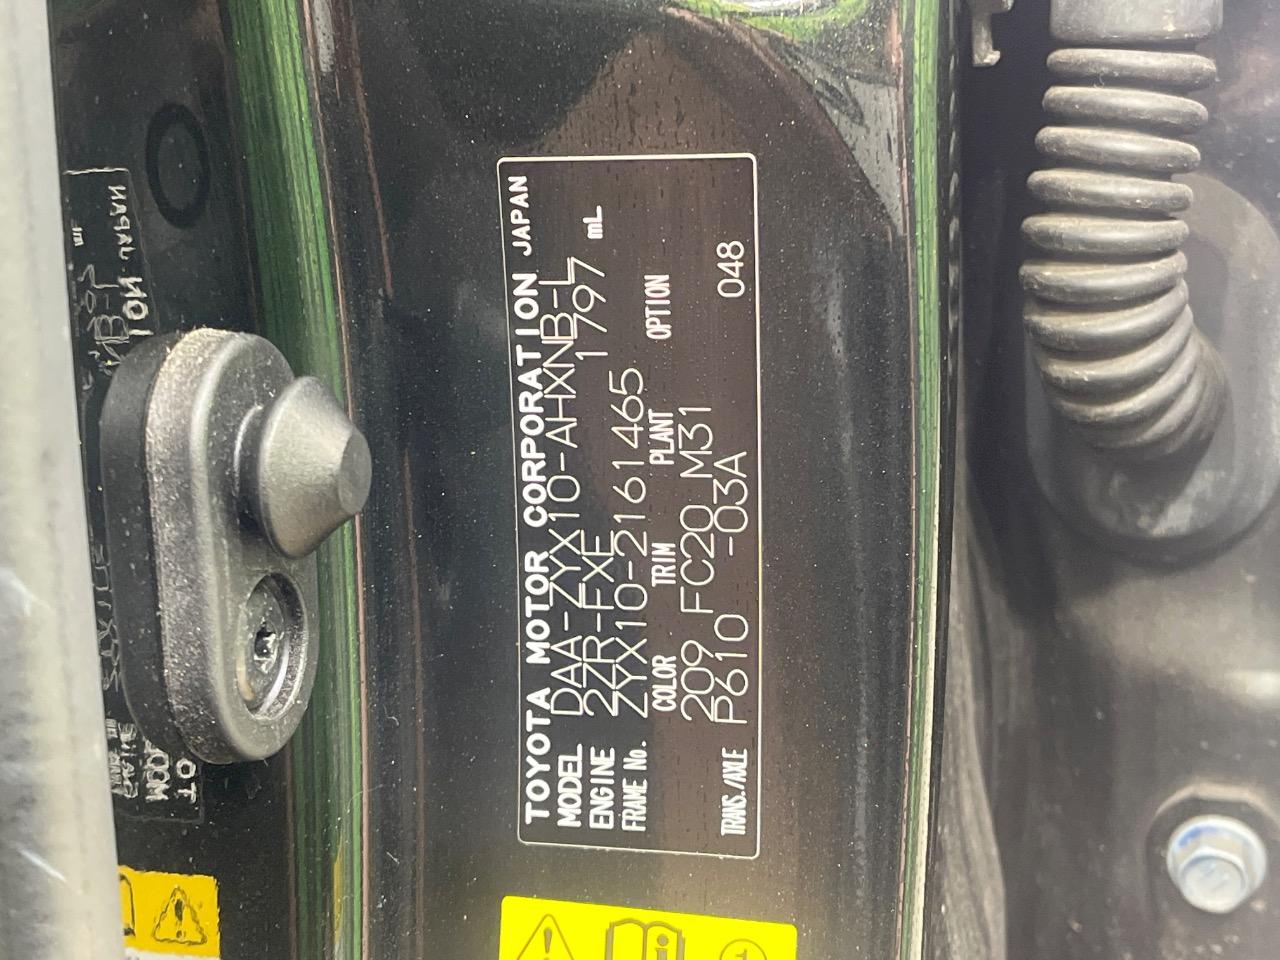 TOYOTA MOTOR CORPORATION JAPAN
MODEL DAA-ZYX10-AHXNB-L
ENGINE 2ZR-FXE 1797 mL
FRAME No. ZYX10-2161465
COLOR TRIM PLANT OPTION
209 FC20 M31
TRANS./AXLE P610 -03A 048